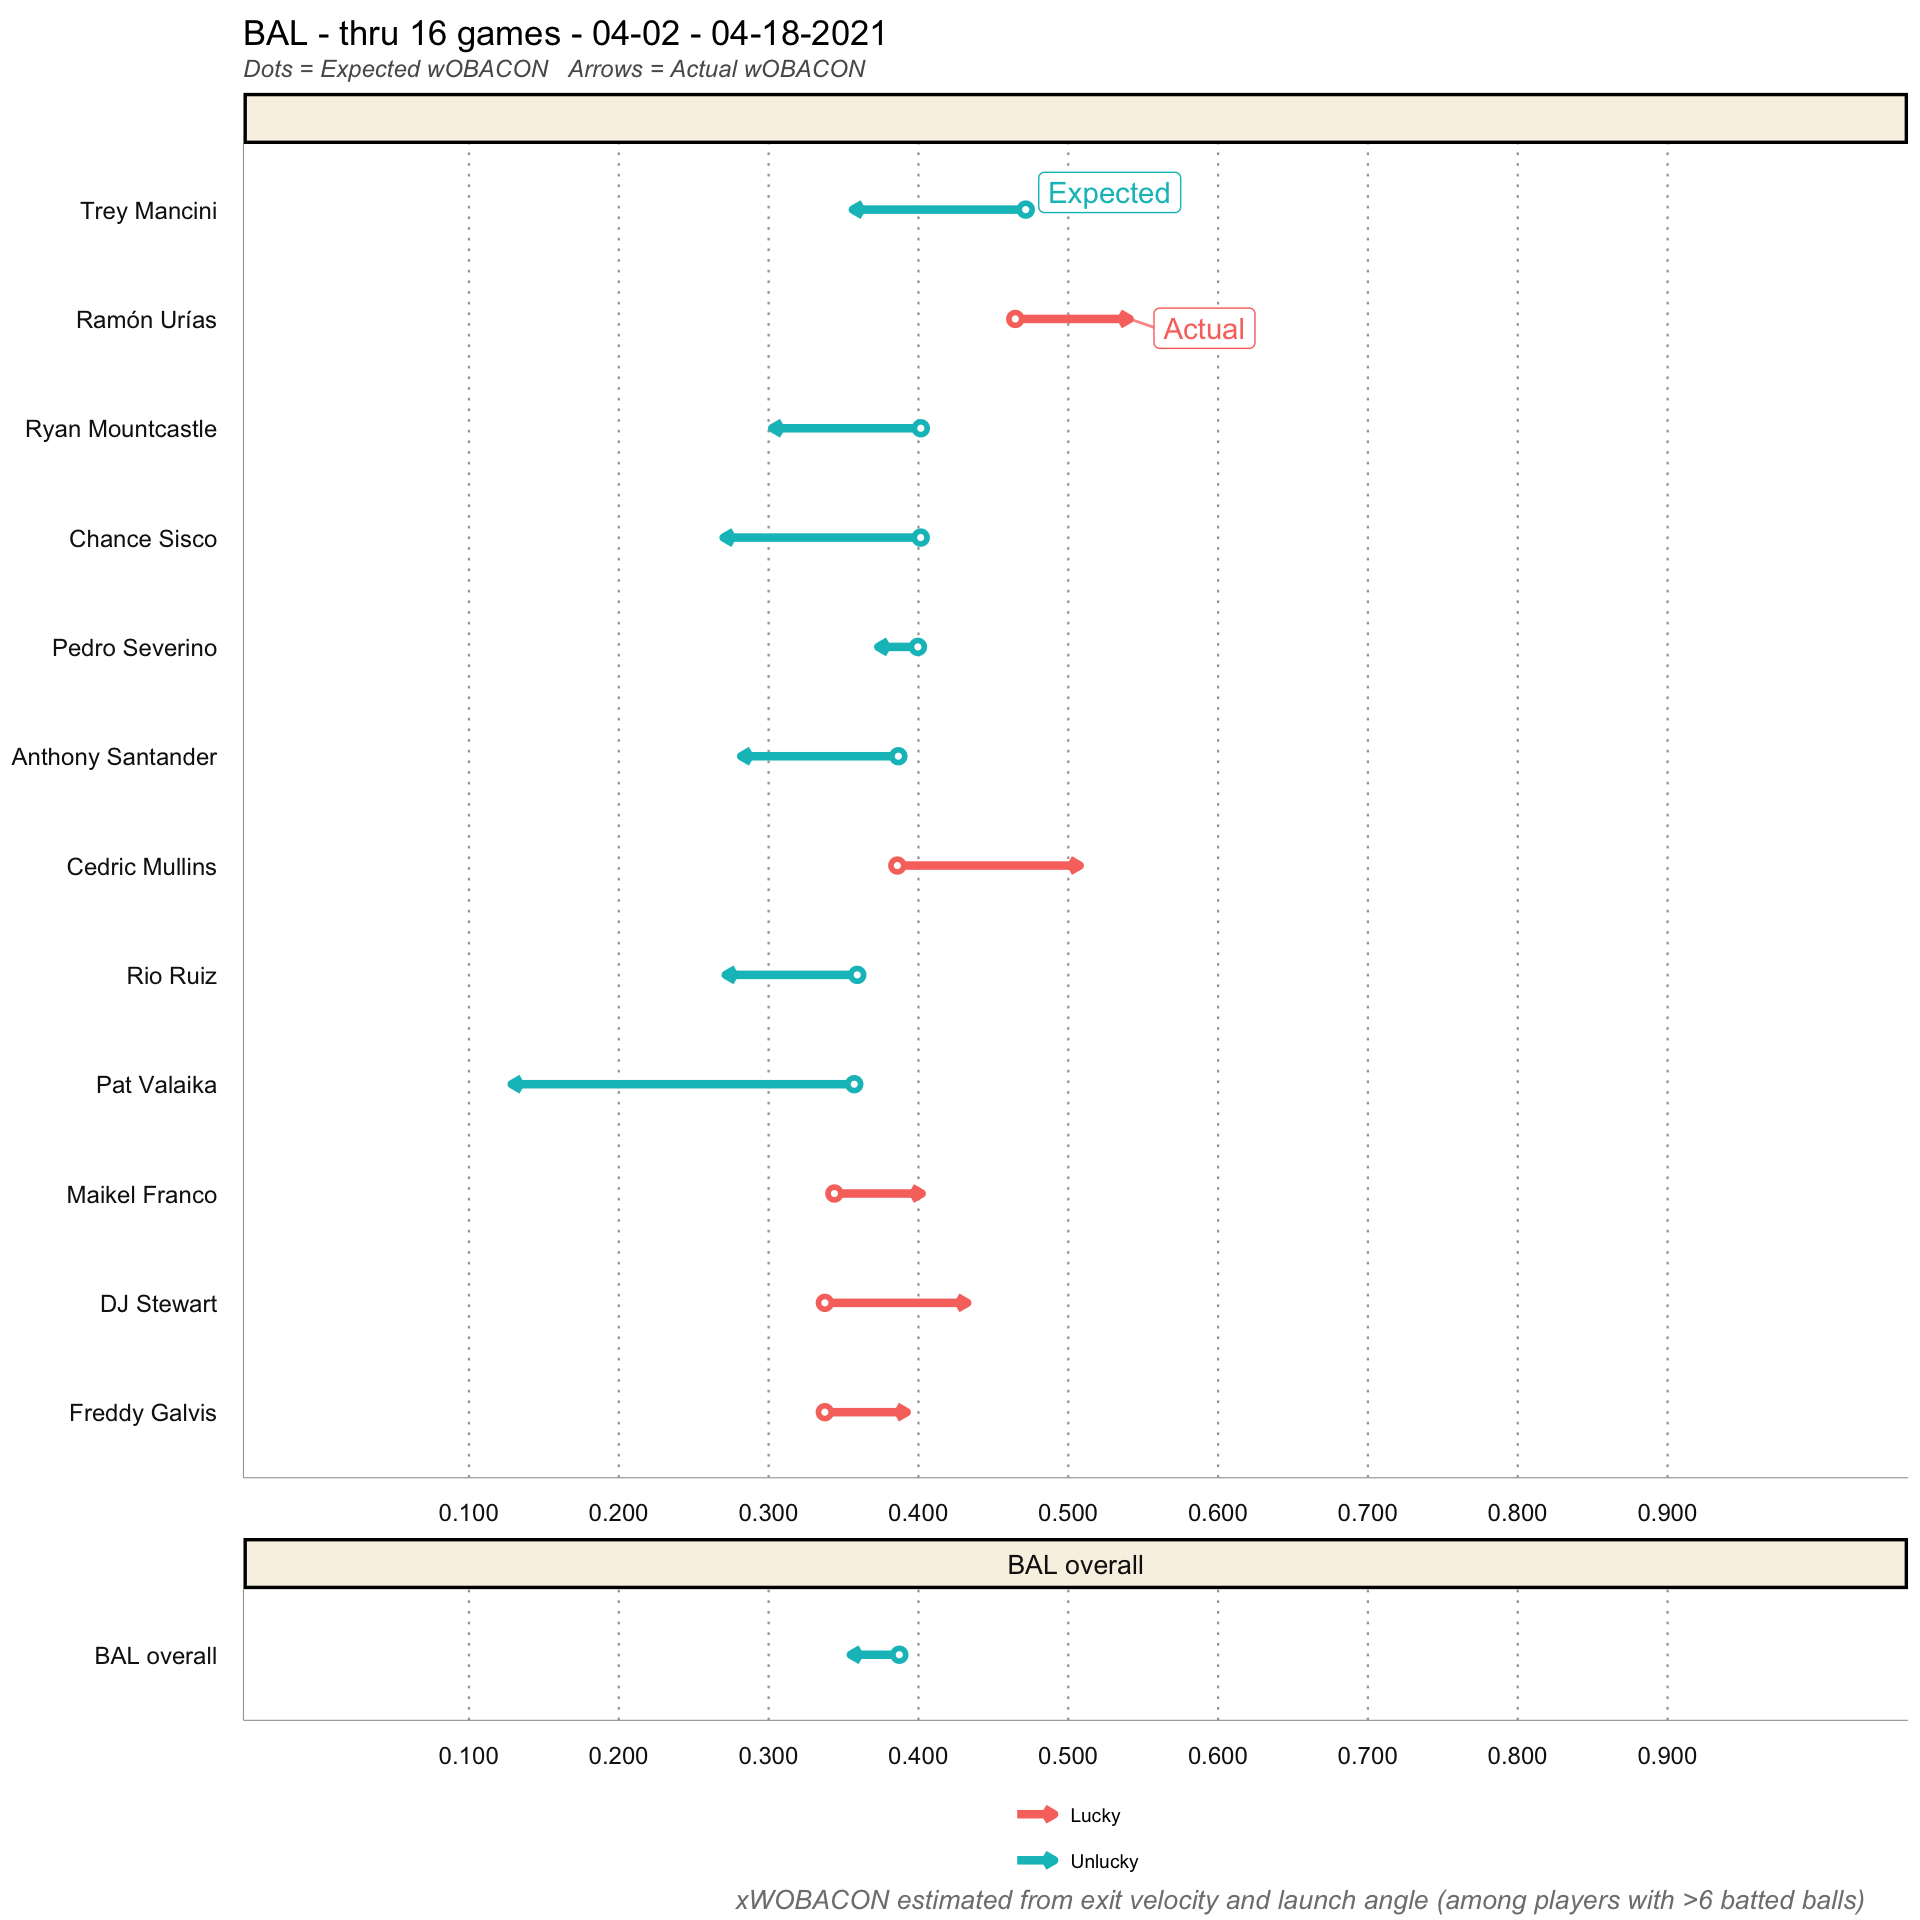 BAL - thru 16 games - 04-02 - 04-18-2021
Dots = Expected wOBACON   Arrows = Actual wOBACON
Trey Mancini
Expected
Ramón Urías
Actual
Ryan Mountcastle
Chance Sisco
Pedro Severino
Anthony Santander
Cedric Mullins
Rio Ruiz
Pat Valaika
Maikel Franco
DJ Stewart
Freddy Galvis
0.100 0.200 0.300 0.400 0.500 0.600 0.700 0.800 0.900
BAL overall
BAL overall
0.100 0.200 0.300 0.400 0.500 0.600 0.700 0.800 0.900
Lucky
Unlucky
xWOBACON estimated from exit velocity and launch angle (among players with >6 batted balls)